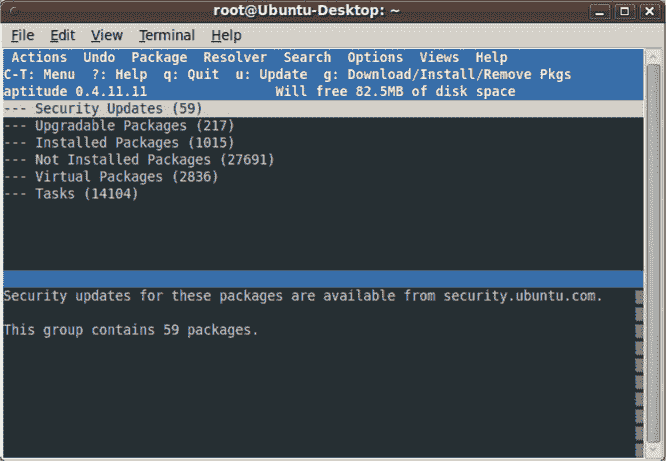 root@Ubuntu-Desktop: ~
File Edit View Terminal Help
Actions Undo Package Resolver Search Options Views Help
C-T: Menu ?: Help q: Quit u: Update g: Download/Install/Remove Pkgs
aptitude 0.4.11.11 Will free 82.5MB of disk space
--- Security Updates (59)
--- Upgradable Packages (217)
--- Installed Packages (1015)
--- Not Installed Packages (27691)
--- Virtual Packages (2836)
--- Tasks (14104)
Security updates for these packages are available from security.ubuntu.com.
This group contains 59 packages.